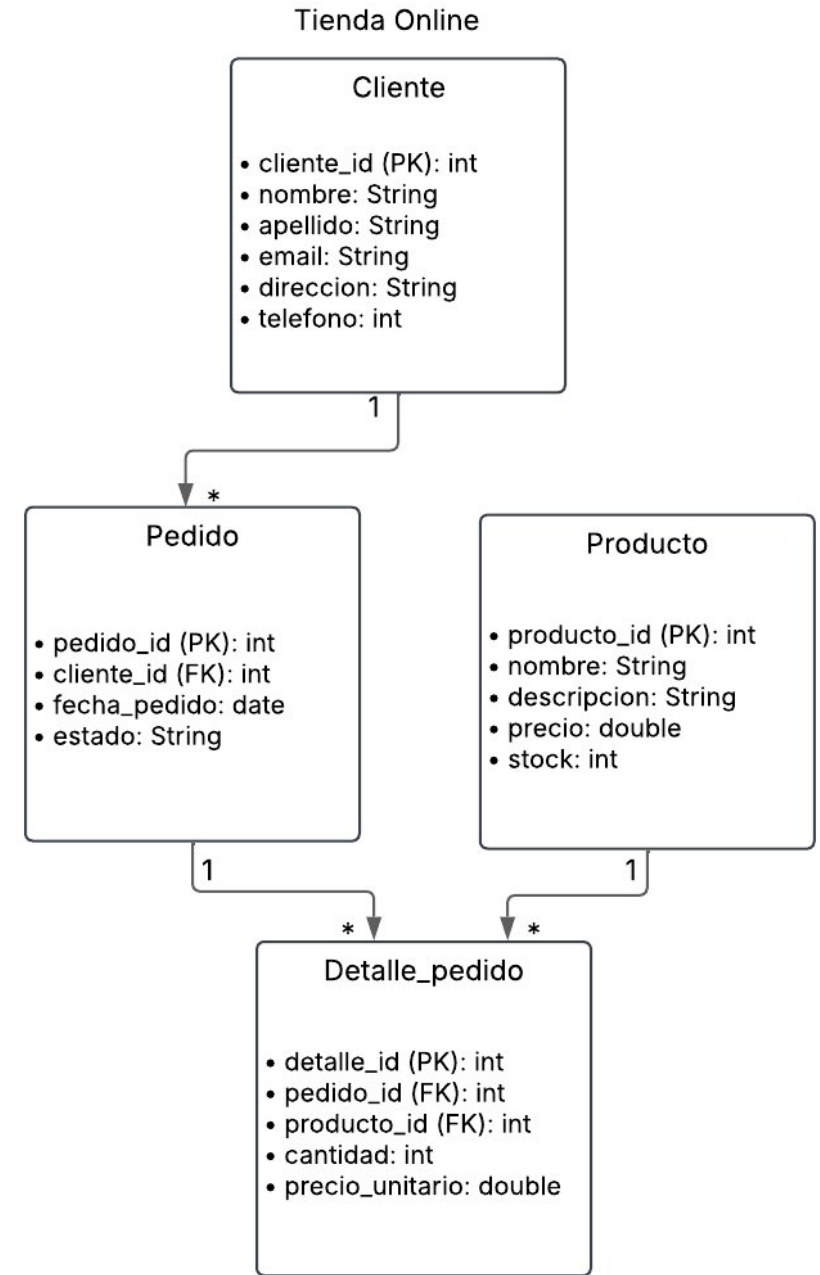 Tienda Online
Cliente
• cliente_id (PK): int
• nombre: String
• apellido: String
• email: String
• direccion: String
• telefono: int
1
*
Pedido
• pedido_id (PK): int
• cliente_id (FK): int
• fecha_pedido: date
• estado: String
Producto
• producto_id (PK): int
• nombre: String
• descripcion: String
• precio: double
• stock: int
1
1
*
*
Detalle_pedido
• detalle_id (PK): int
• pedido_id (FK): int
• producto_id (FK): int
• cantidad: int
• precio_unitario: double